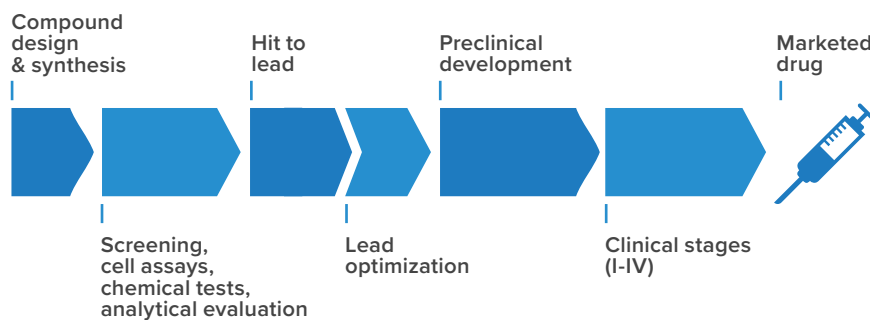 Compound
design
& synthesis
Screening,
cell assays,
chemical tests,
analytical evaluation
Hit to
lead
Lead
optimization
Preclinical
development
Clinical stages
(I-IV)
Marketed
drug